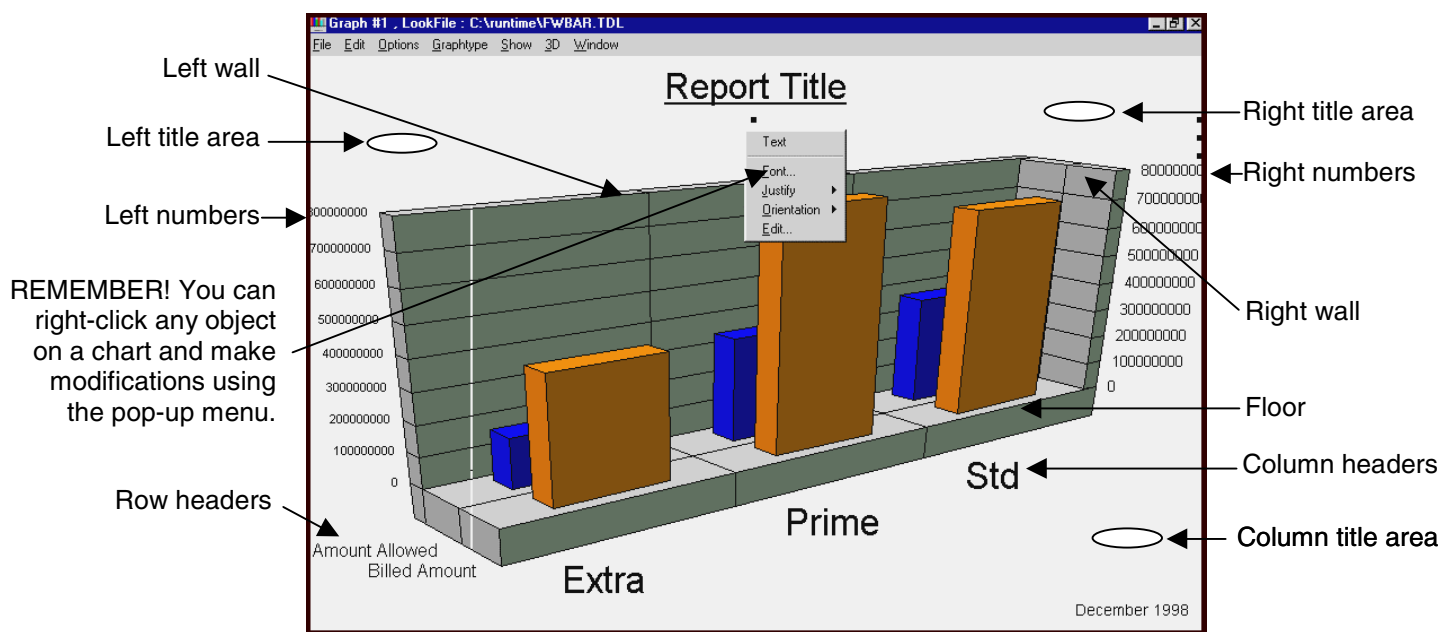 Graph #1 , LookFile : C:\runtime\FWBAR.TDL
File Edit Options Graphtype Show 3D Window
Report Title
Left wall
Left title area
Left numbers
REMEMBER! You can
right-click any object
on a chart and make
modifications using
the pop-up menu.
Row headers
Text
Font...
Justify
Orientation
Edit...
Right title area
Right numbers
Right wall
Floor
Column headers
Column title area
800000000
700000000
600000000
500000000
400000000
300000000
200000000
100000000
0
80000000
700000000
600000000
500000000
400000000
300000000
200000000
100000000
0
Amount Allowed
Billed Amount
Extra
Prime
Std
December 1998